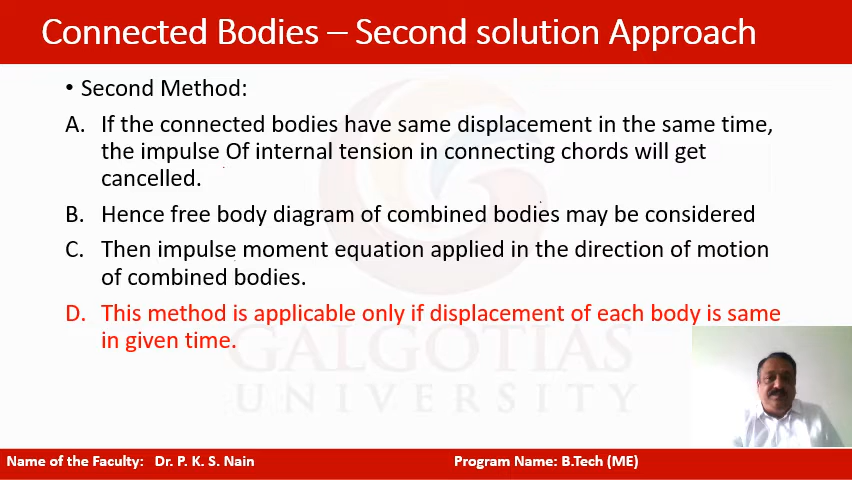 Connected Bodies – Second solution Approach
• Second Method:
A. If the connected bodies have same displacement in the same time,
the impulse Of internal tension in connecting chords will get
cancelled.
B. Hence free body diagram of combined bodies may be considered
C. Then impulse moment equation applied in the direction of motion
of combined bodies.
D. This method is applicable only if displacement of each body is same
in given time.
GALGOTIAS
UNIVERSITY
Name of the Faculty: Dr. P. K. S. Nain
Program Name: B.Tech (ME)